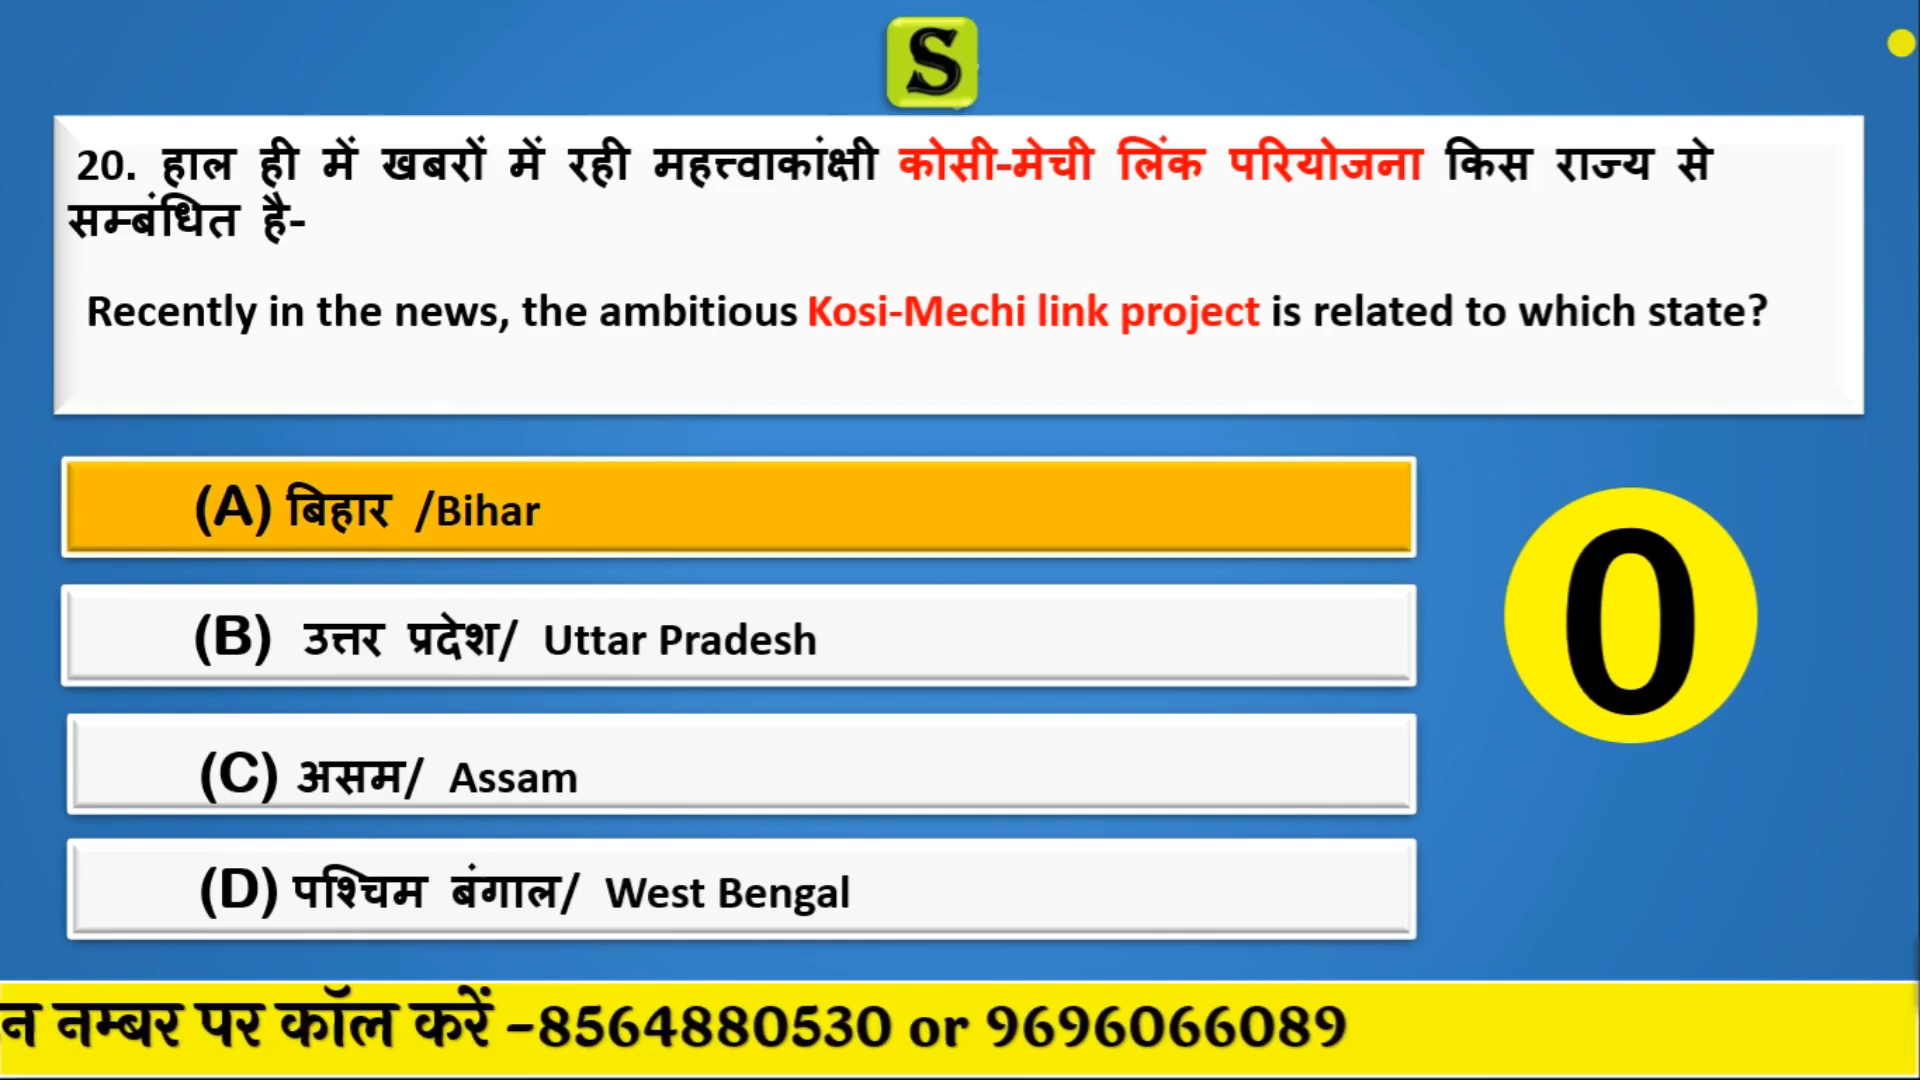 S
20. हाल ही में खबरों में रही महत्त्वाकांक्षी कोसी-मेची लिंक परियोजना किस राज्य से
सम्बंधित है-
Recently in the news, the ambitious Kosi-Mechi link project is related to which state?
(A) बिहार /Bihar
(B) उत्तर प्रदेश/ Uttar Pradesh
0
(C) असम/ Assam
(D) पश्चिम बंगाल/ West Bengal
न नम्बर पर कॉल करें –8564880530 or 9696066089